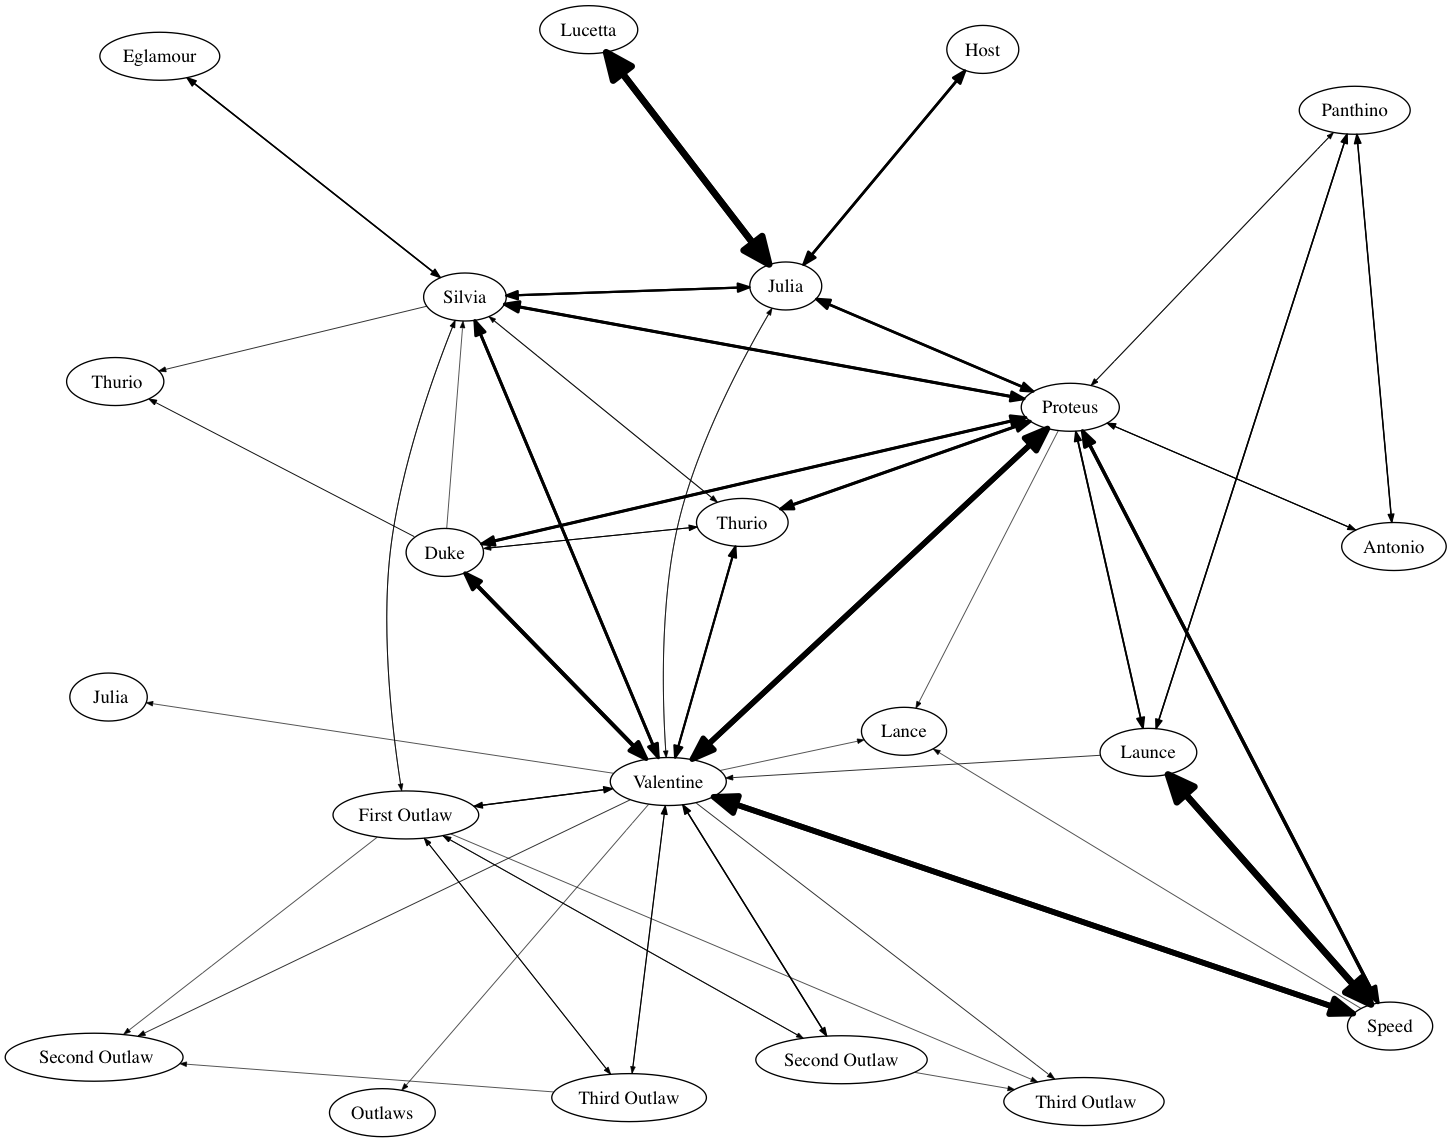 Lucetta
Host
Eglamour
Panthino
Julia
Silvia
Thurio
Proteus
Thurio
Antonio
Duke
Julia
Lance
Launce
Valentine
First Outlaw
Speed
Second Outlaw
Second Outlaw
Third Outlaw
Third Outlaw
Outlaws